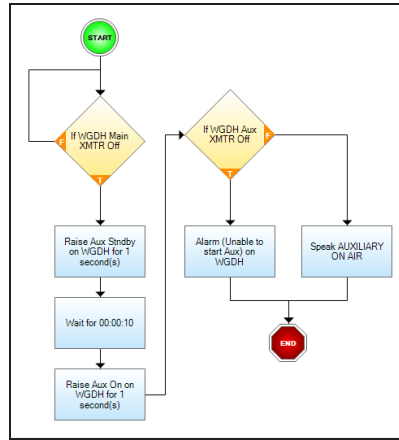 START
If WGDH Main
XMTR Off
F
T
Raise Aux Stndby
on WGDH for 1
second(s)
Wait for 00:00:10
Raise Aux On on
WGDH for 1
second(s)
If WGDH Aux
XMTR Off
F
T
Alarm (Unable to
start Aux) on
WGDH
Speak AUXILIARY
ON AIR
END